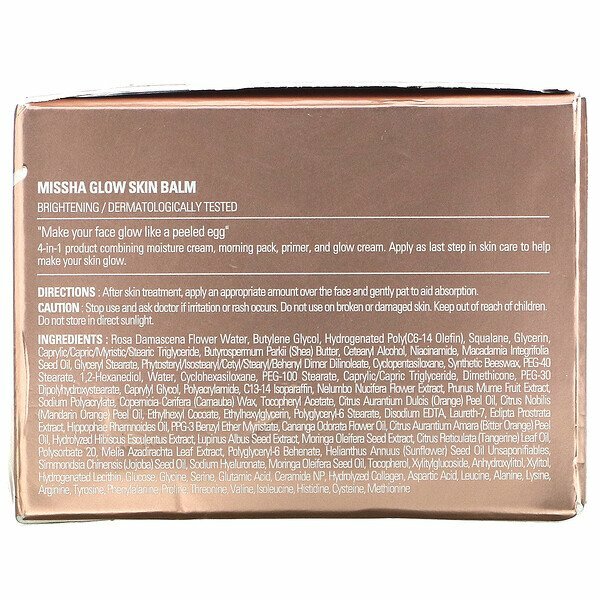 MISSHA GLOW SKIN BALM
BRIGHTENING / DERMATOLOGICALLY TESTED
"Make your face glow like a peeled egg"
4-in-1 product combining moisture cream, morning pack, primer, and glow cream. Apply as last step in skin care to help
make your skin glow.
DIRECTIONS : After skin treatment, apply an appropriate amount over the face and gently pat to aid absorption.
CAUTION : Stop use and ask doctor if irritation or rash occurs. Do not use on broken or damaged skin. Keep out of reach of children.
Do not store in direct sunlight.
INGREDIENTS : Rosa Damascena Flower Water, Butylene Glycol, Hydrogenated Poly(C6-14 Olefin), Squalane, Glycerin,
Caprylic/Capric/Myristic/Stearic Triglyceride, Butyrospermum Parkii (Shea) Butter, Cetearyl Alcohol, Niacinamide, Macadamia Integrifolia
Seed Oil, Glyceryl Stearate, Phytosteryl/Isostearyl/Cetyl/Stearyl/Behenyl Dimer Dilinoleate, Cyclopentasiloxane, Synthetic Beeswax, PEG-40
Stearate, 1,2-Hexanediol, Water, Cyclohexasiloxane, PEG-100 Stearate, Caprylic/Capric Triglyceride, Dimethicone, PEG-30
Dipolyhydroxystearate, Caprylyl Glycol, Polyacrylamide, C13-14 Isoparaffin, Nelumbo Nucifera Flower Extract, Prunus Mume Fruit Extract,
Sodium Polyacrylate, Copernicia Cerifera (Carnauba) Wax, Tocopheryl Acetate, Citrus Aurantium Dulcis (Orange) Peel Oil, Citrus Nobilis
(Mandarin Orange) Peel Oil, Ethylhexyl Cocoate, Ethylhexylglycerin, Polyglyceryl-6 Stearate, Disodium EDTA, Laureth-7, Eclipta Prostrata
Extract, Hippophae Rhamnoides Oil, PPG-3 Benzyl Ether Myristate, Cananga Odorata Flower Oil, Citrus Aurantium Amara (Bitter Orange) Peel
Oil, Hydrolyzed Hibiscus Esculentus Extract, Lupinus Albus Seed Extract, Moringa Oleifera Seed Extract, Citrus Reticulata (Tangerine) Leaf Oil,
Polysorbate 20, Melia Azadirachta Leaf Extract, Polyglyceryl-6 Behenate, Helianthus Annuus (Sunflower) Seed Oil Unsaponifiables,
Simmondsia Chinensis (Jojoba) Seed Oil, Sodium Hyaluronate, Moringa Oleifera Seed Oil, Tocopherol, Xylitylglucoside, Anhydroxylitol, Xylitol,
Hydrogenated Lecithin, Glucose, Glycine, Serine, Glutamic Acid, Ceramide NP, Hydrolyzed Collagen, Aspartic Acid, Leucine, Alanine, Lysine,
Arginine, Tyrosine, Phenylalanine, Proline, Threonine, Valine, Isoleucine, Histidine, Cysteine, Methionine